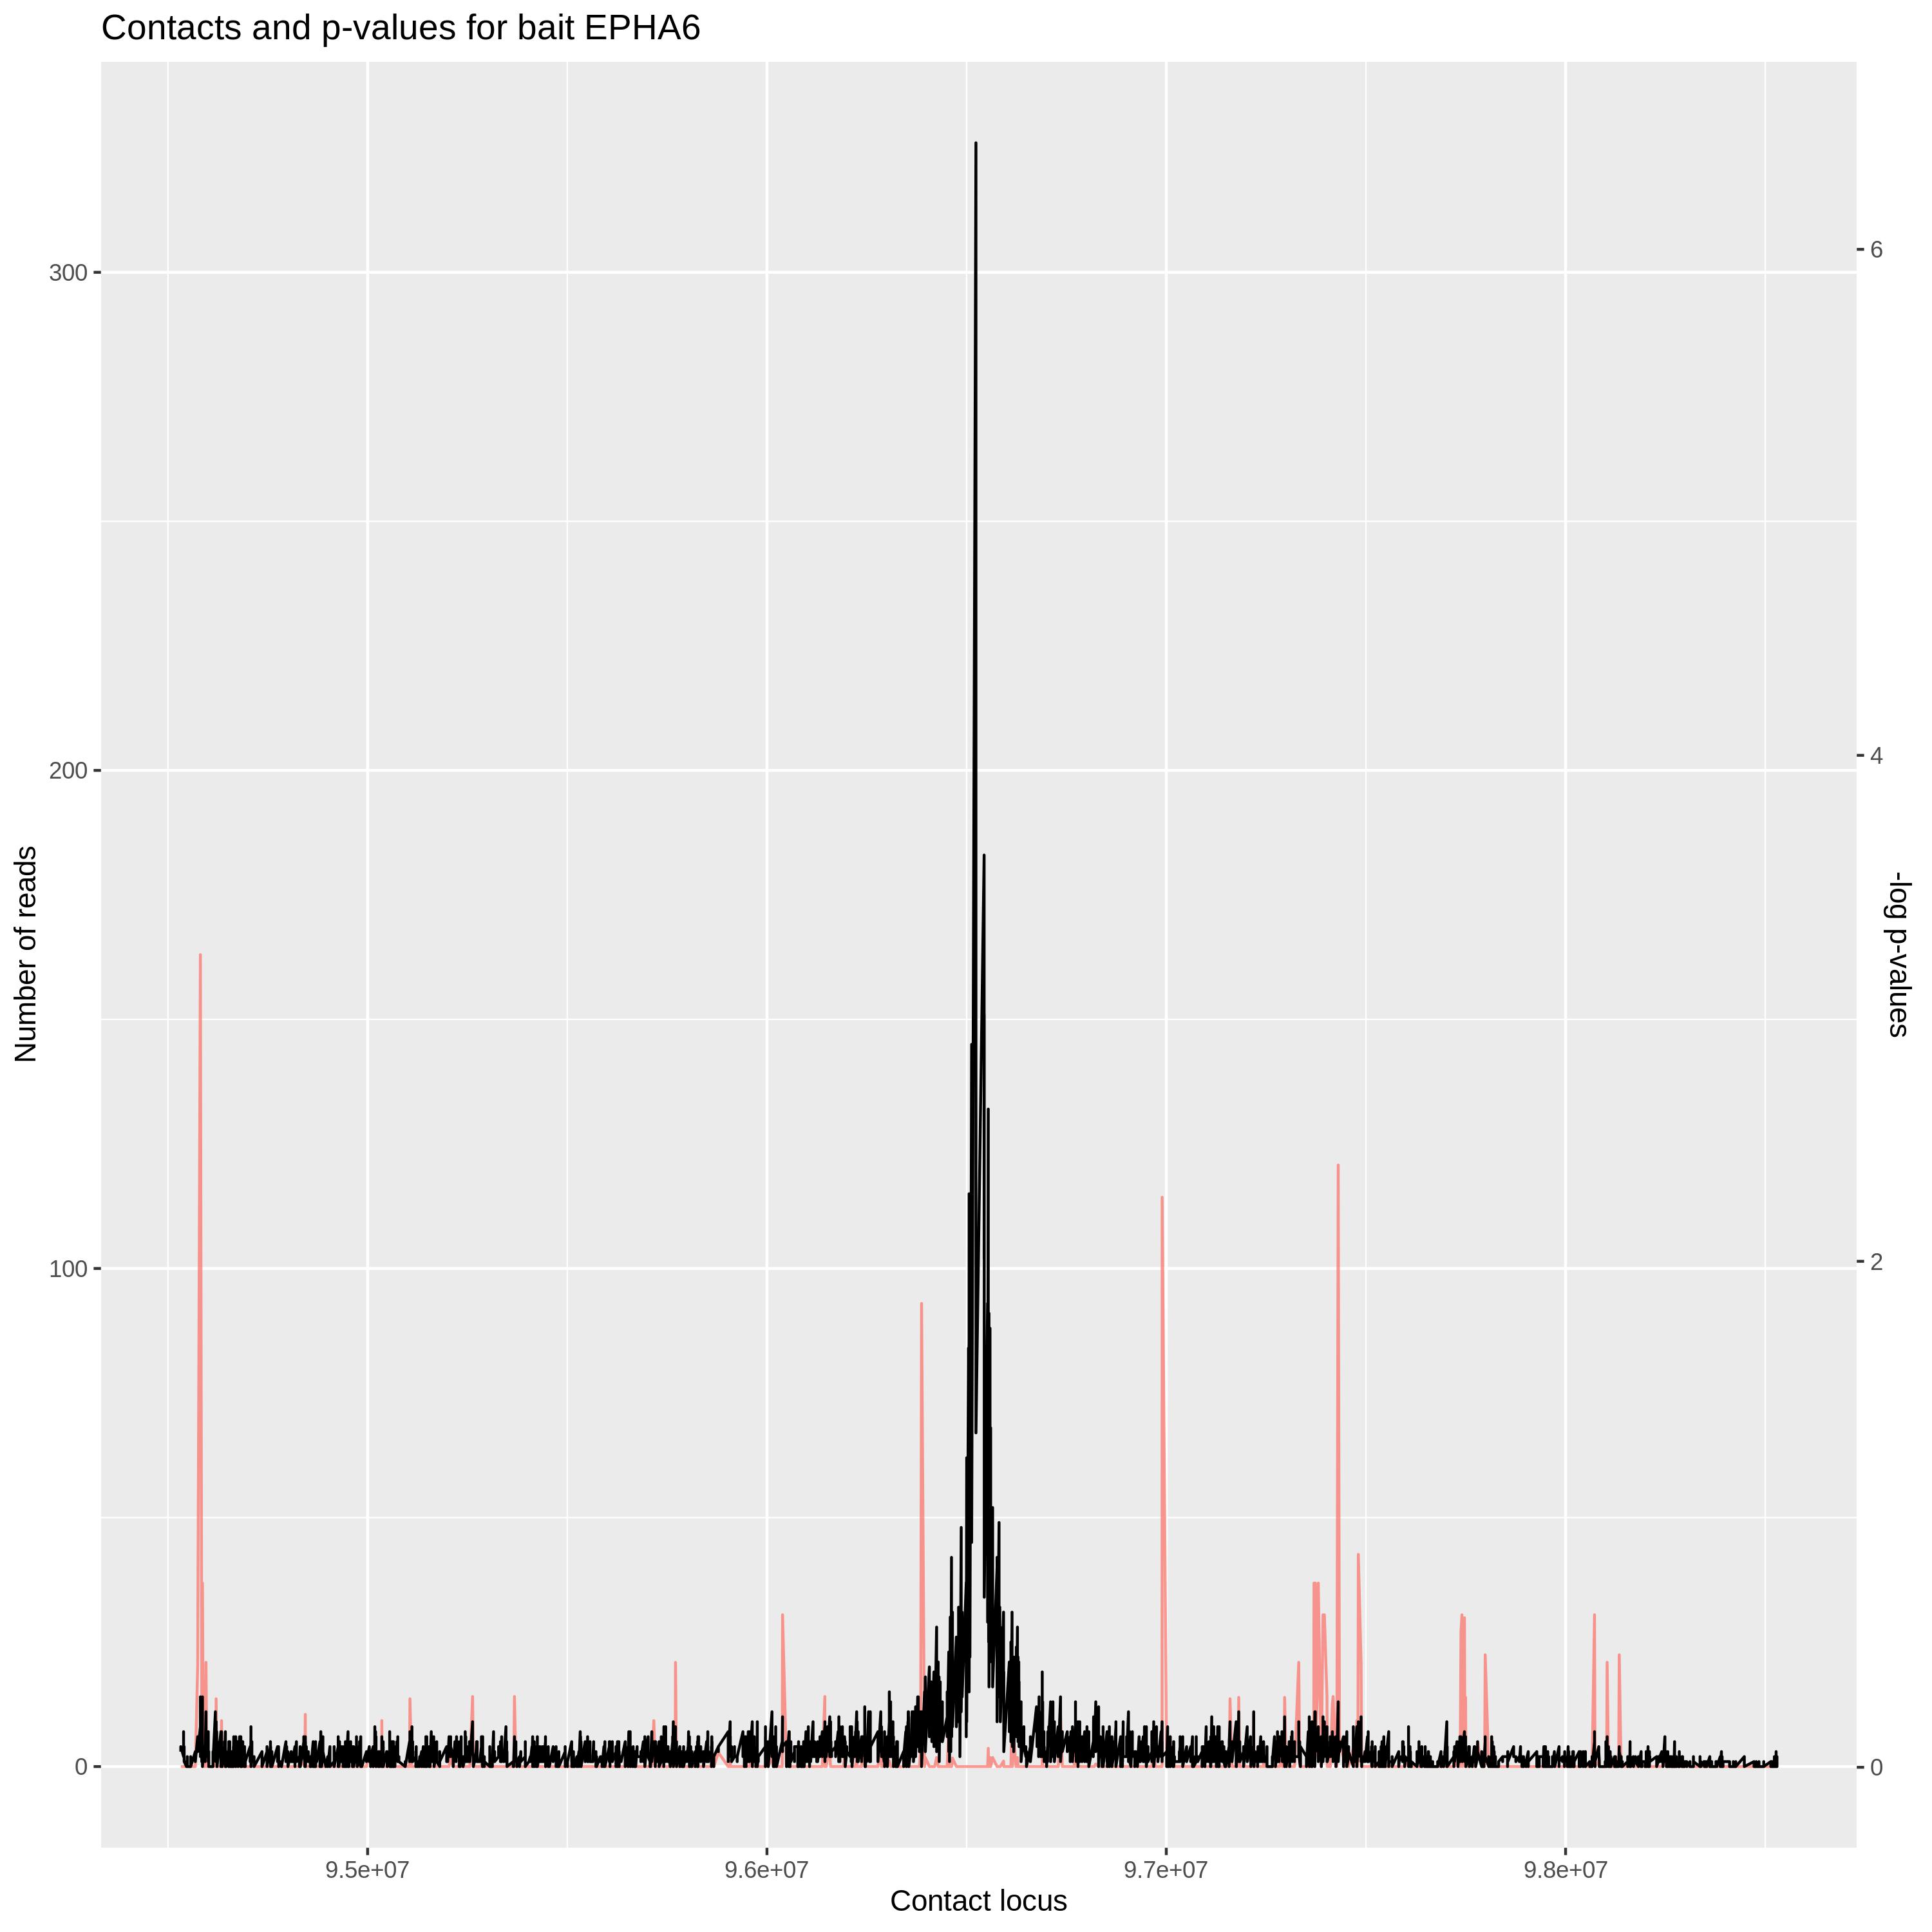 Contacts and p-values for bait EPHA6
300
200
100
0
Number of reads
6
4
2
0
-log p-values
9.5e+07
9.6e+07
9.7e+07
9.8e+07
Contact locus